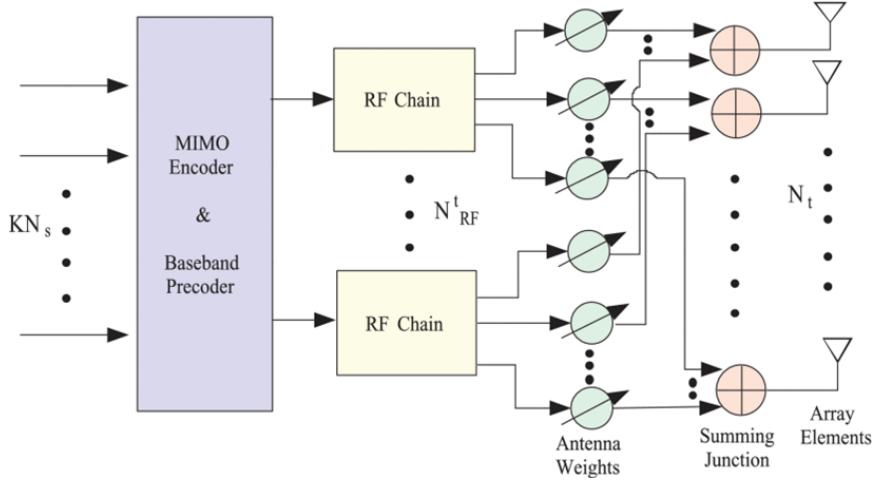 KN_s
MIMO
Encoder
&
Baseband
Precoder
RF Chain
N^t_RF
RF Chain
Antenna
Weights
Summing
Junction
N_t
Array
Elements